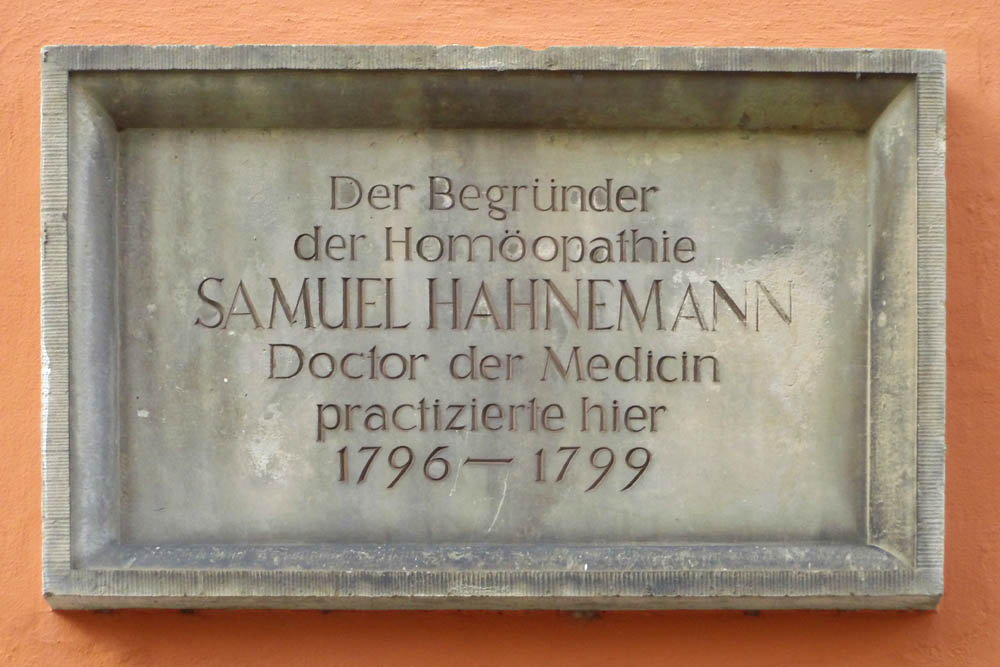 Der Begründer
der Homöopathie
SAMUEL HAHNEMANN
Doctor der Medicin
practizierte hier
1796 – 1799